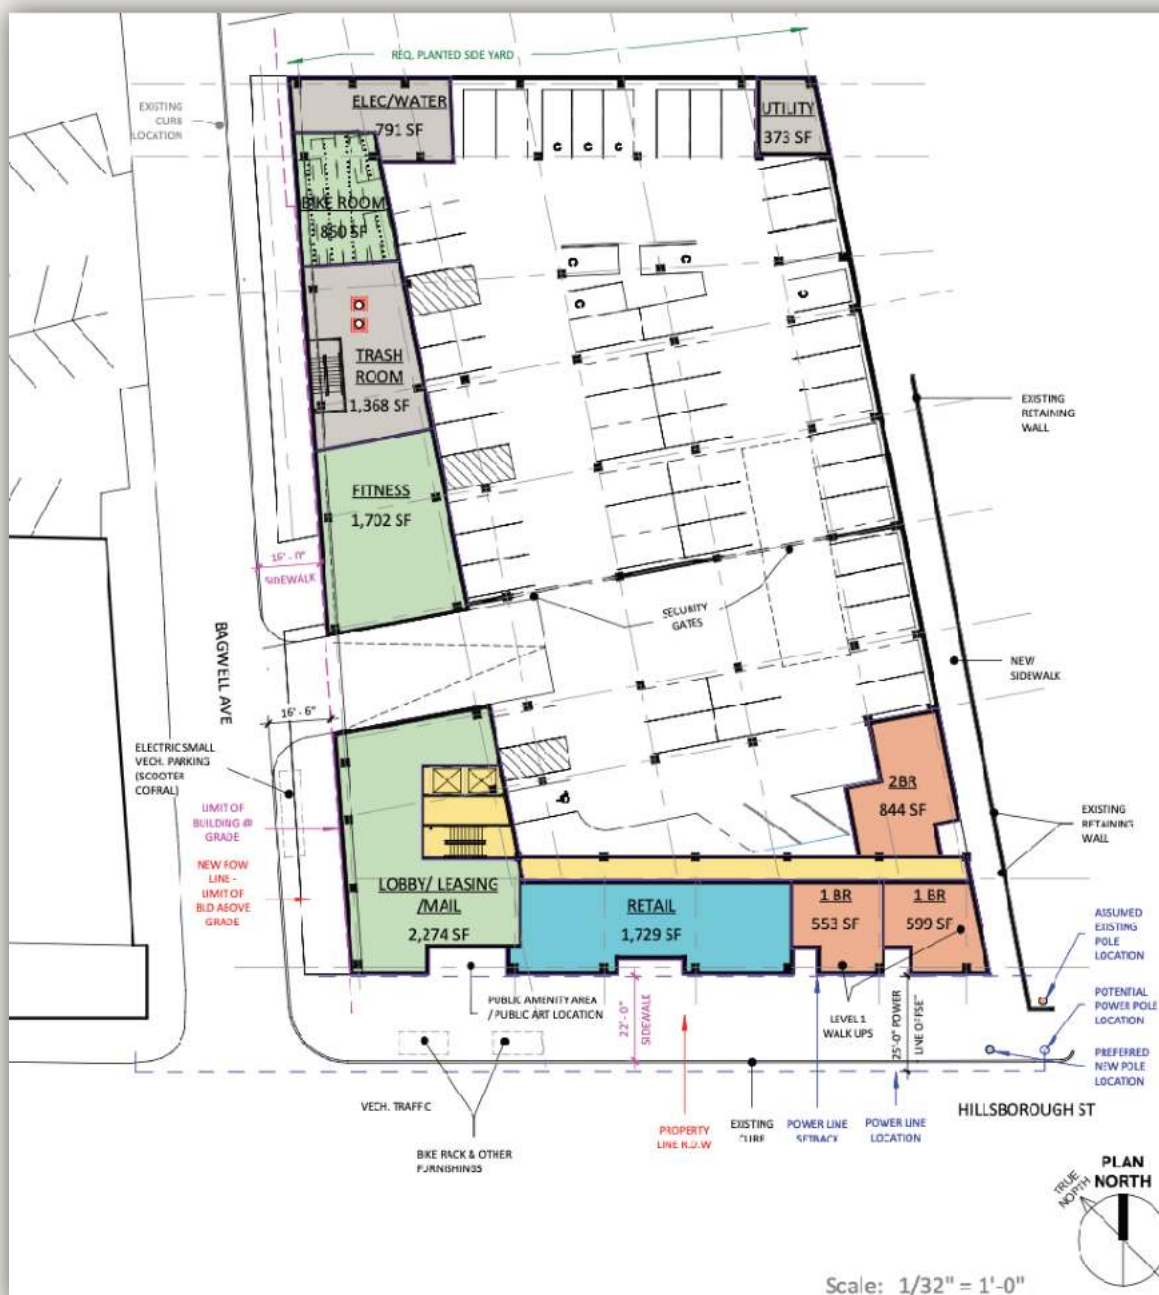 REQ. PLANTED SIDE YARD
EXISTING
CURB
LOCATION
ELEC/WATER
791 SF
UTILITY
373 SF
BIKE ROOM
850 SF
TRASH
ROOM
1,368 SF
EXISTING
RETAINING
WALL
FITNESS
1,702 SF
16' - 0"
SIDEWALK
SECURITY
GATES
BAGWELL AVE
NEW
SIDEWALK
16' - 6"
ELECTRIC SMALL
VECH. PARKING
(SCOOTER
LIMIT OF
BUILDING @
GRADE
2BR
844 SF
EXISTING
RETAINING
WALL
NEW ROW
LINE -
LIMIT OF
BLD ABOVE
GRADE
LOBBY/ LEASING
/MAIL
2,274 SF
RETAIL
1,729 SF
1 BR
553 SF
1 BR
599 SF
ASSUMED
EXISTING
POLE
LOCATION
PUBLIC AMENITY AREA
/ PUBLIC ART LOCATION
22' - 0"
SIDEWALK
LEVEL 1
WALK UPS
25'-0" POWER
POTENTIAL
POWER POLE
LOCATION
PREFERRED
NEW POLE
LOCATION
VECH. TRAFFIC
HILLSBOROUGH ST
PROPERTY
LINE R.O.W
EXISTING
POWER LINE
SETBACK
POWER LINE
LOCATION
BIKE RACK & OTHER
FURNISHINGS
PLAN
NORTH
TRUE
NORTH
Scale: 1/32" = 1'-0"